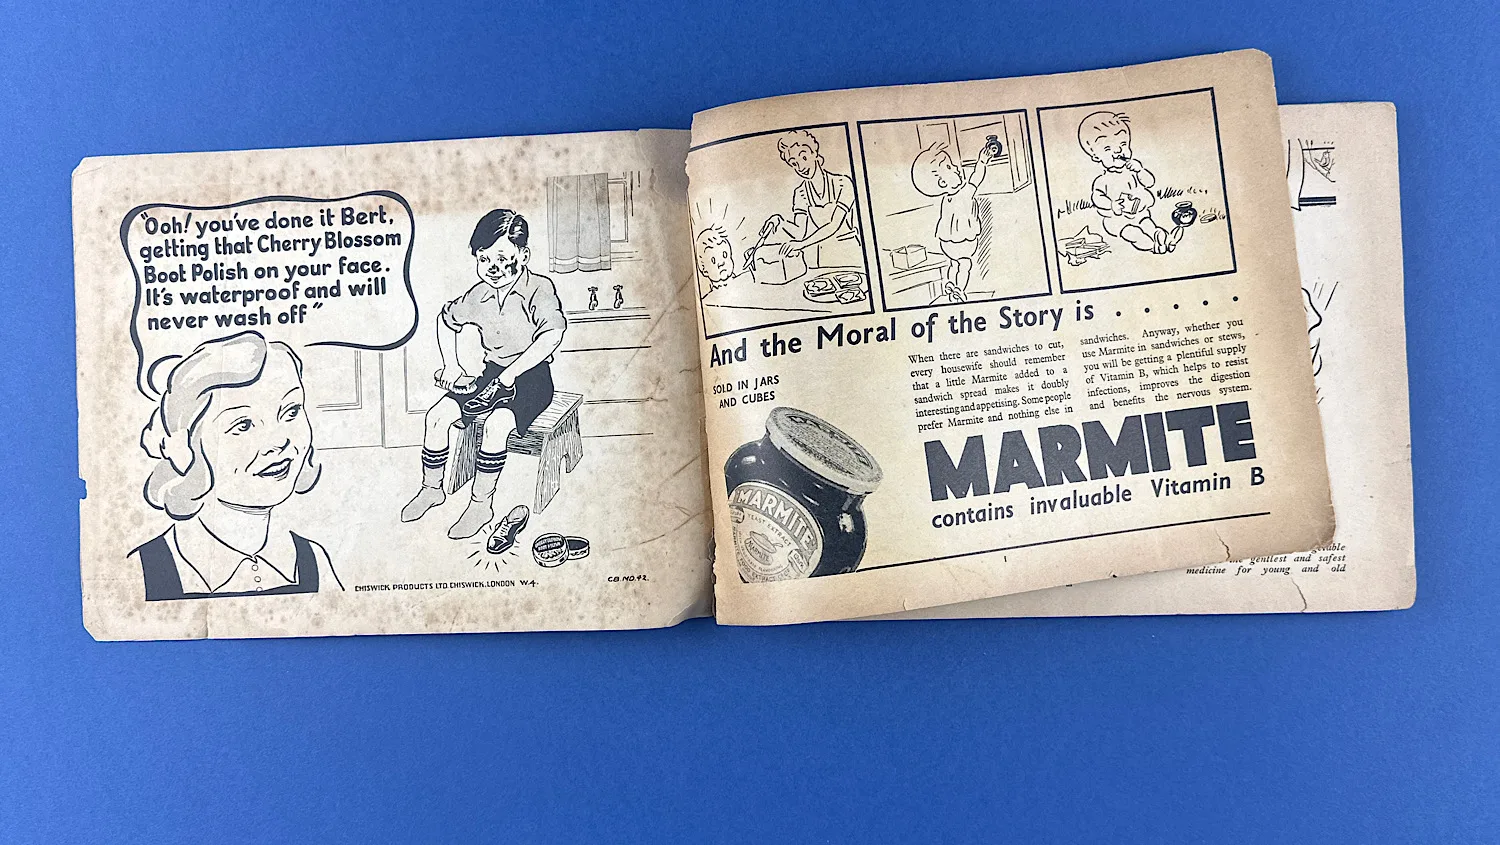 "Ooh! you've done it Bert,
getting that Cherry Blossom
Boot Polish on your face.
It's waterproof and will
never wash off"
CHISWICK PRODUCTS LTD. CHISWICK, LONDON W.4.
C.B. NO. 42.
And the Moral of the Story is . . . . . .
SOLD IN JARS
AND CUBES
When there are sandwiches to cut,
every housewife should remember
that a little Marmite added to a
sandwich spread makes it doubly
interesting and appetising. Some people
prefer Marmite and nothing else in
sandwiches. Anyway, whether you
use Marmite in sandwiches or stews,
you will be getting a plentiful supply
of Vitamin B, which helps to resist
infections, improves the digestion
and benefits the nervous system.
MARMITE
YEAST EXTRACT
MARMITE
MARMITE
contains invaluable Vitamin B
gentlest and safest
medicine for young and old